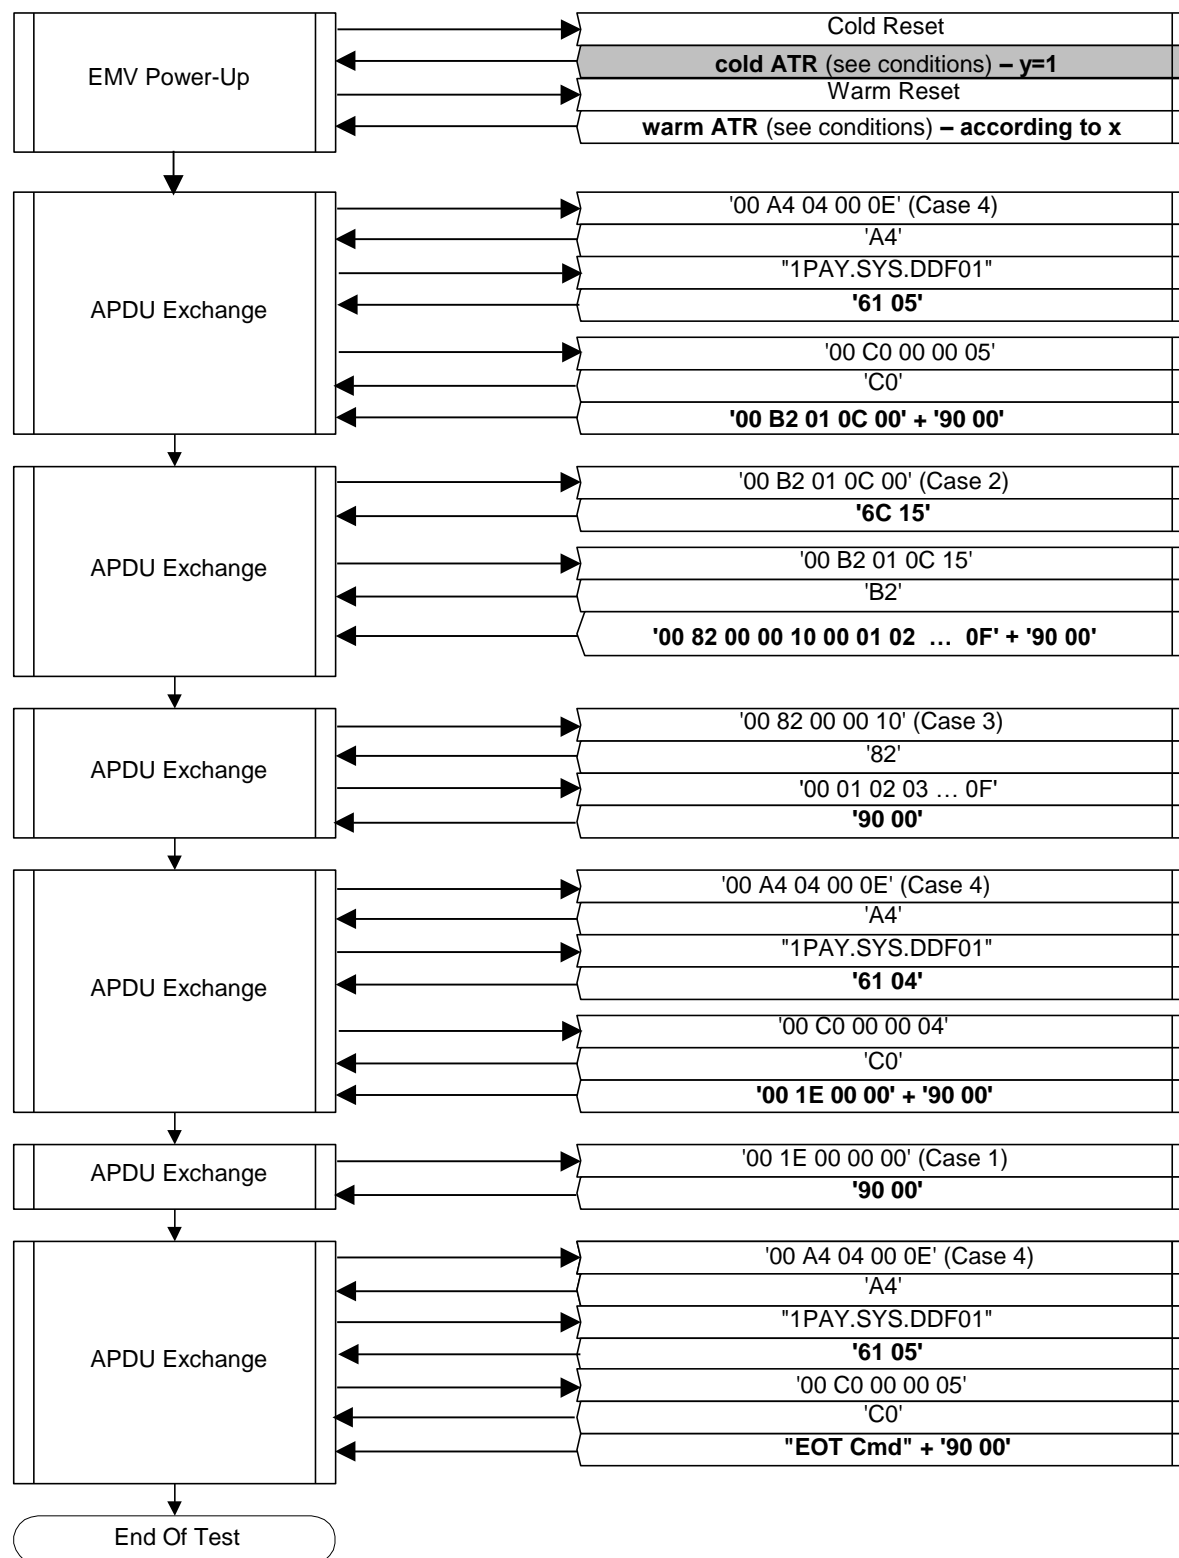 Cold Reset
EMV Power-Up
cold ATR (see conditions) – y=1
Warm Reset
warm ATR (see conditions) – according to x
APDU Exchange
'00 A4 04 00 0E' (Case 4)
'A4'
"1PAY.SYS.DDF01"
'61 05'
'00 C0 00 00 05'
'C0'
'00 B2 01 0C 00' + '90 00'
APDU Exchange
'00 B2 01 0C 00' (Case 2)
'6C 15'
'00 B2 01 0C 15'
'B2'
'00 82 00 00 10 00 01 02 … 0F' + '90 00'
APDU Exchange
'00 82 00 00 10' (Case 3)
'82'
'00 01 02 03 … 0F'
'90 00'
APDU Exchange
'00 A4 04 00 0E' (Case 4)
'A4'
"1PAY.SYS.DDF01"
'61 04'
'00 C0 00 00 04'
'C0'
'00 1E 00 00' + '90 00'
APDU Exchange
'00 1E 00 00 00' (Case 1)
'90 00'
APDU Exchange
'00 A4 04 00 0E' (Case 4)
'A4'
"1PAY.SYS.DDF01"
'61 05'
'00 C0 00 00 05'
'C0'
"EOT Cmd" + '90 00'
End Of Test